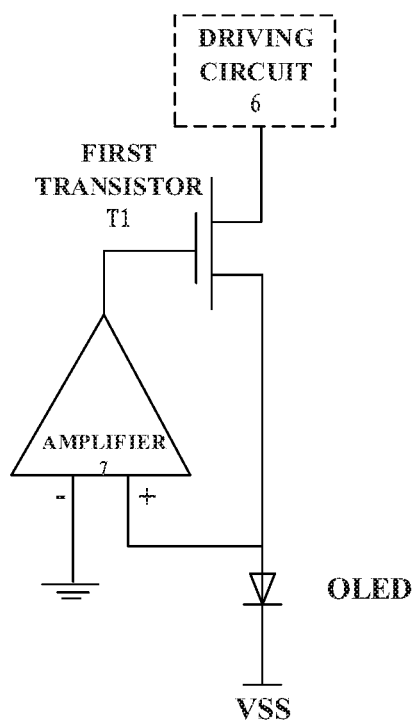 DRIVING
CIRCUIT
6
FIRST
TRANSISTOR
T1
AMPLIFIER
7
- +
OLED
VSS